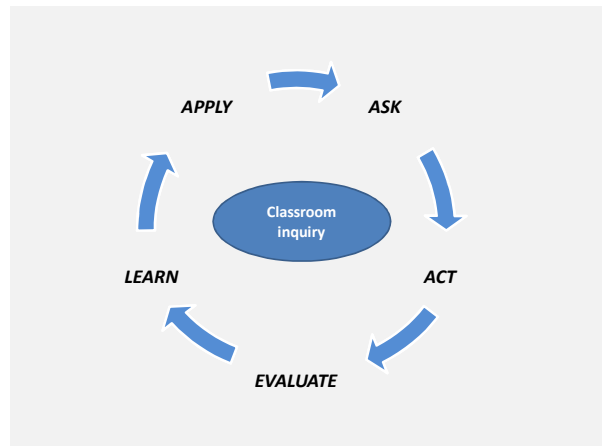 APPLY
ASK
Classroom
inquiry
LEARN
ACT
EVALUATE